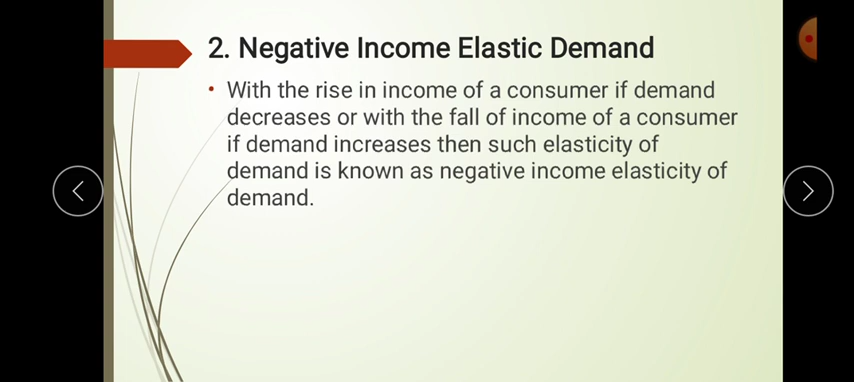 2. Negative Income Elastic Demand
• With the rise in income of a consumer if demand
decreases or with the fall of income of a consumer
if demand increases then such elasticity of
demand is known as negative income elasticity of
demand.